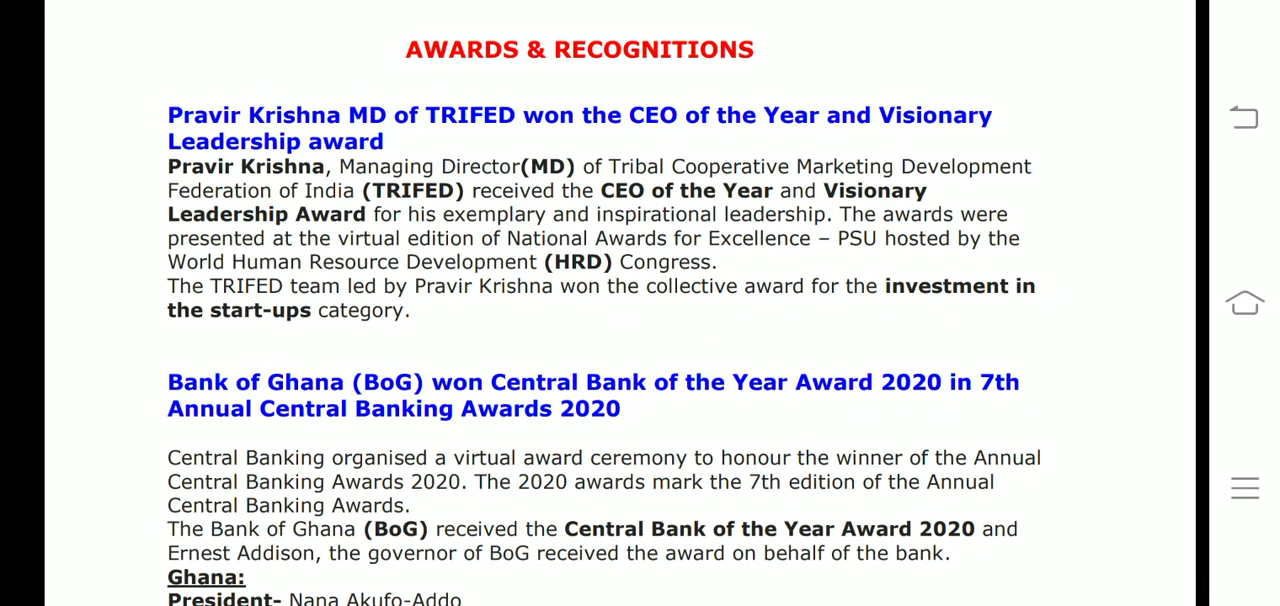 AWARDS & RECOGNITIONS
Pravir Krishna MD of TRIFED won the CEO of the Year and Visionary
Leadership award
Pravir Krishna, Managing Director(MD) of Tribal Cooperative Marketing Development
Federation of India (TRIFED) received the CEO of the Year and Visionary
Leadership Award for his exemplary and inspirational leadership. The awards were
presented at the virtual edition of National Awards for Excellence – PSU hosted by the
World Human Resource Development (HRD) Congress.
The TRIFED team led by Pravir Krishna won the collective award for the investment in
the start-ups category.
Bank of Ghana (BoG) won Central Bank of the Year Award 2020 in 7th
Annual Central Banking Awards 2020
Central Banking organised a virtual award ceremony to honour the winner of the Annual
Central Banking Awards 2020. The 2020 awards mark the 7th edition of the Annual
Central Banking Awards.
The Bank of Ghana (BoG) received the Central Bank of the Year Award 2020 and
Ernest Addison, the governor of BoG received the award on behalf of the bank.
Ghana:
President- Nana Akufo-Addo